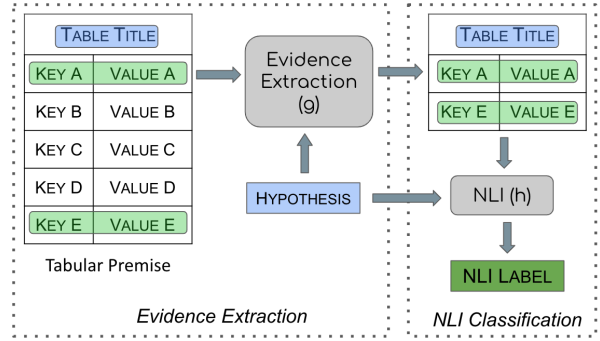 TABLE TITLE
KEY A VALUE A
KEY B VALUE B
KEY C VALUE C
KEY D VALUE D
KEY E VALUE E
Tabular Premise
Evidence
Extraction
(g)
HYPOTHESIS
Evidence Extraction
TABLE TITLE
KEY A VALUE A
KEY E VALUE E
NLI (h)
NLI LABEL
NLI Classification